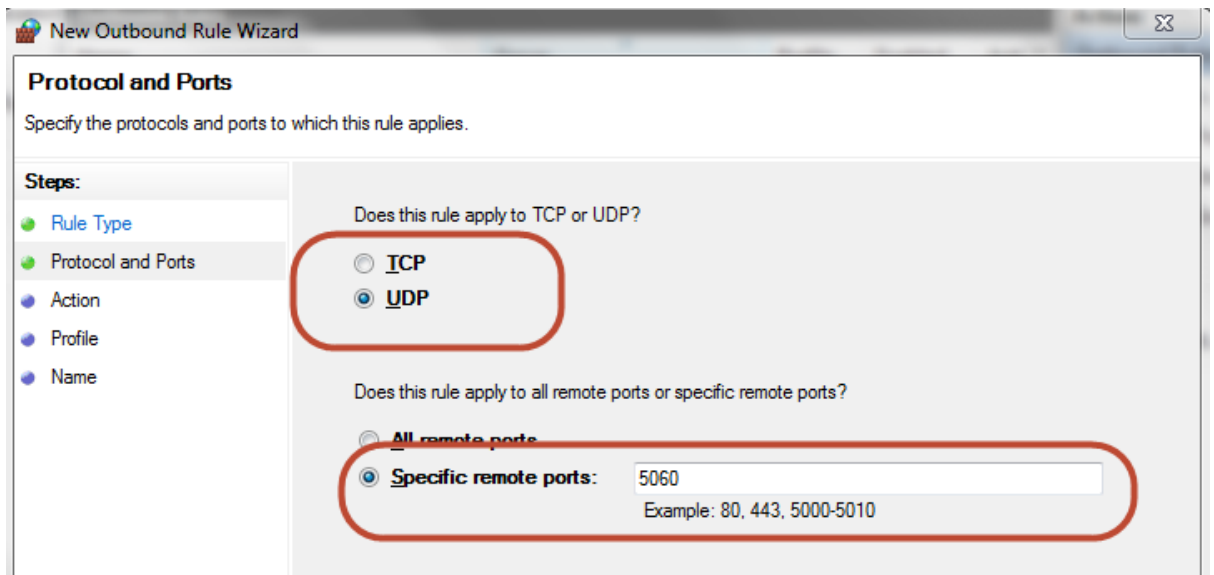 New Outbound Rule Wizard
Protocol and Ports
Specify the protocols and ports to which this rule applies.
Steps:
Rule Type
Protocol and Ports
Action
Profile
Name
Does this rule apply to TCP or UDP?
TCP
UDP
Does this rule apply to all remote ports or specific remote ports?
All remote ports
Specific remote ports: 5060
Example: 80, 443, 5000-5010